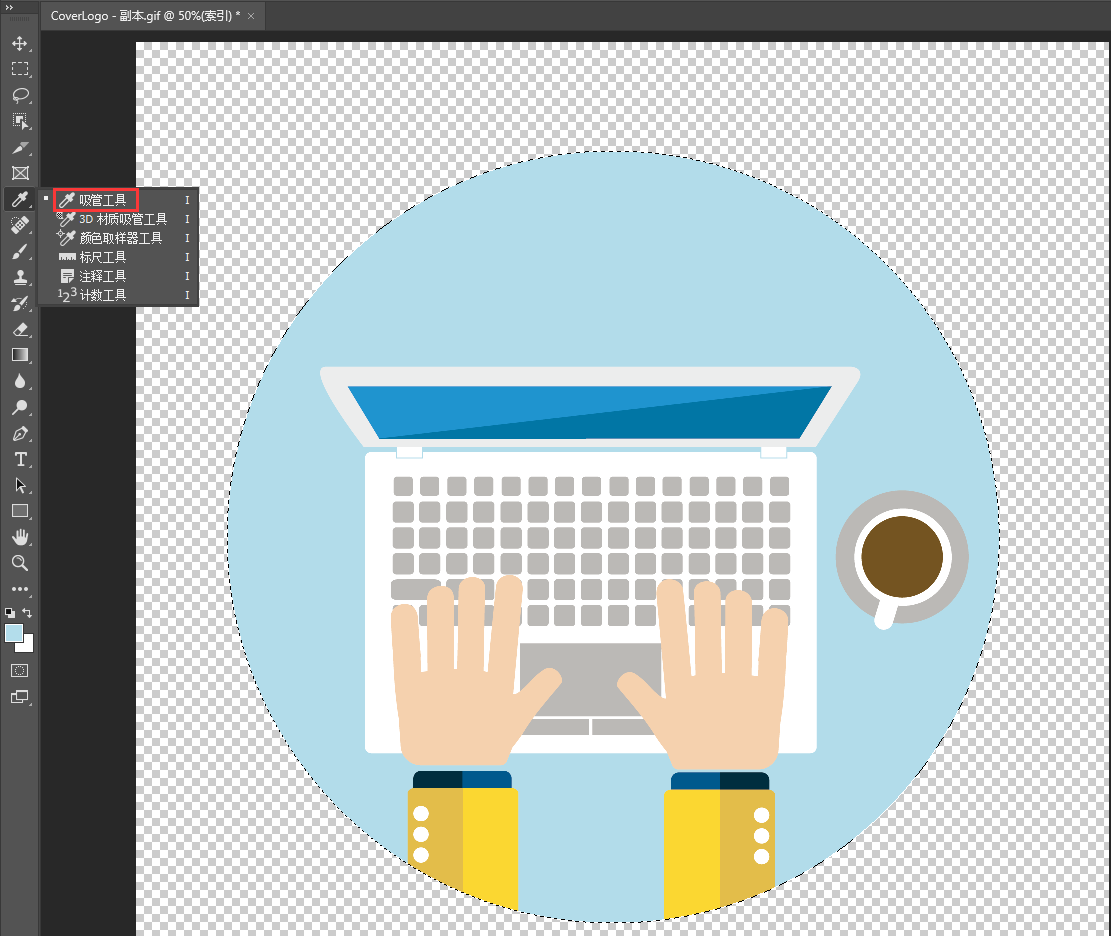 CoverLogo - 副本.gif @ 50%(索引) * ×
吸管工具 I
3D 材质吸管工具 I
颜色取样器工具 I
标尺工具 I
注释工具 I
计数工具 I